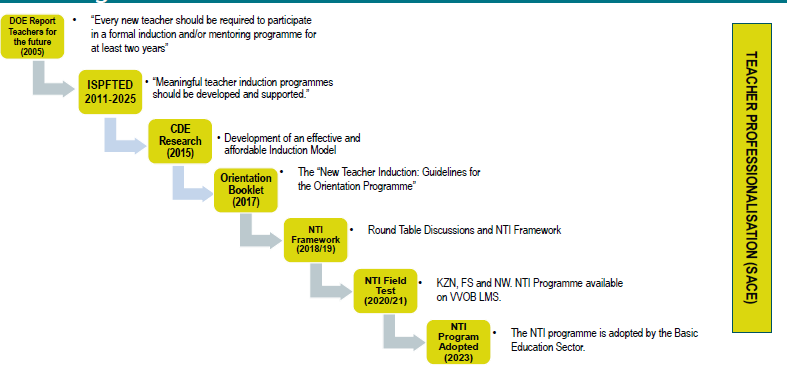 DOE Report
Teachers for
the future
(2005)
• "Every new teacher should be required to participate
in a formal induction and/or mentoring programme for
at least two years"
ISPFTED
2011-2025
• "Meaningful teacher induction programmes
should be developed and supported."
CDE
Research
(2015)
• Development of an effective and
affordable Induction Model
Orientation
Booklet
(2017)
• The "New Teacher Induction: Guidelines for
the Orientation Programme"
NTI
Framework
(2018/19)
• Round Table Discussions and NTI Framework
NTI Field
Test
(2020/21)
• KZN, FS and NW. NTI Programme available
on VVOB LMS.
NTI
Program
Adopted
(2023)
• The NTI programme is adopted by the Basic
Education Sector.
TEACHER PROFESSIONALISATION (SACE)